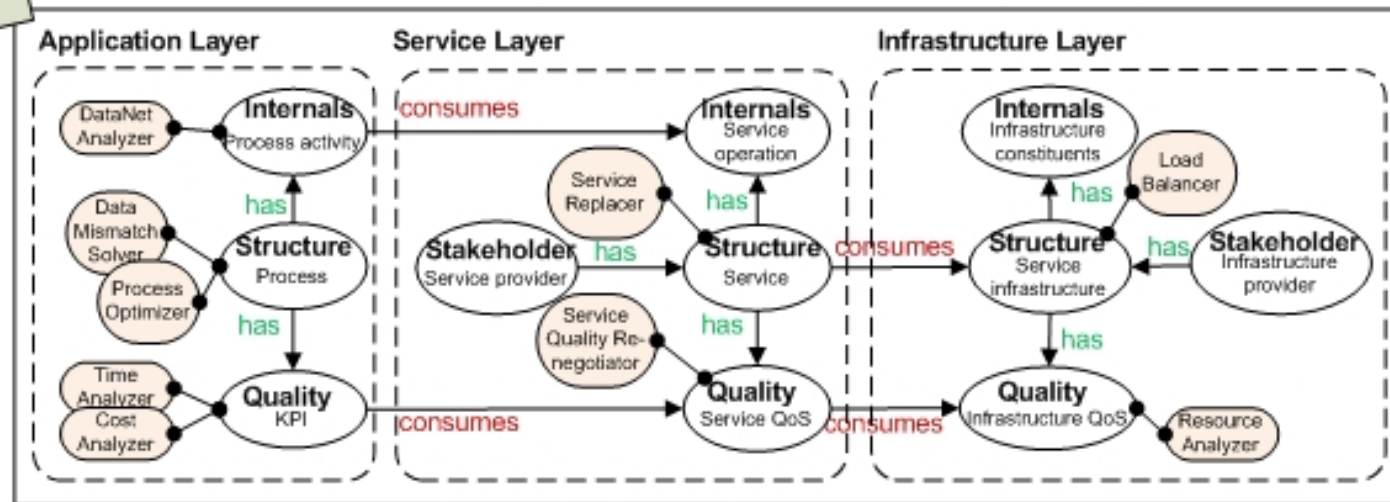 Application Layer
DataNet
Analyzer
Internals
Process activity
has
Data
Mismatch
Solver
Process
Optimizer
Structure
Process
has
Time
Analyzer
Cost
Analyzer
Quality
KPI
consumes
consumes
Service Layer
Internals
Service
operation
Service
Replacer
has
Stakeholder
Service provider
has
Structure
Service
consumes
Service
Quality Re-
negotiator
has
Quality
Service QoS
consumes
Infrastructure Layer
Internals
Infrastructure
constituents
Load
Balancer
has
Structure
Service
infrastructure
has
Stakeholder
Infrastructure
provider
has
Quality
Infrastructure QoS
Resource
Analyzer